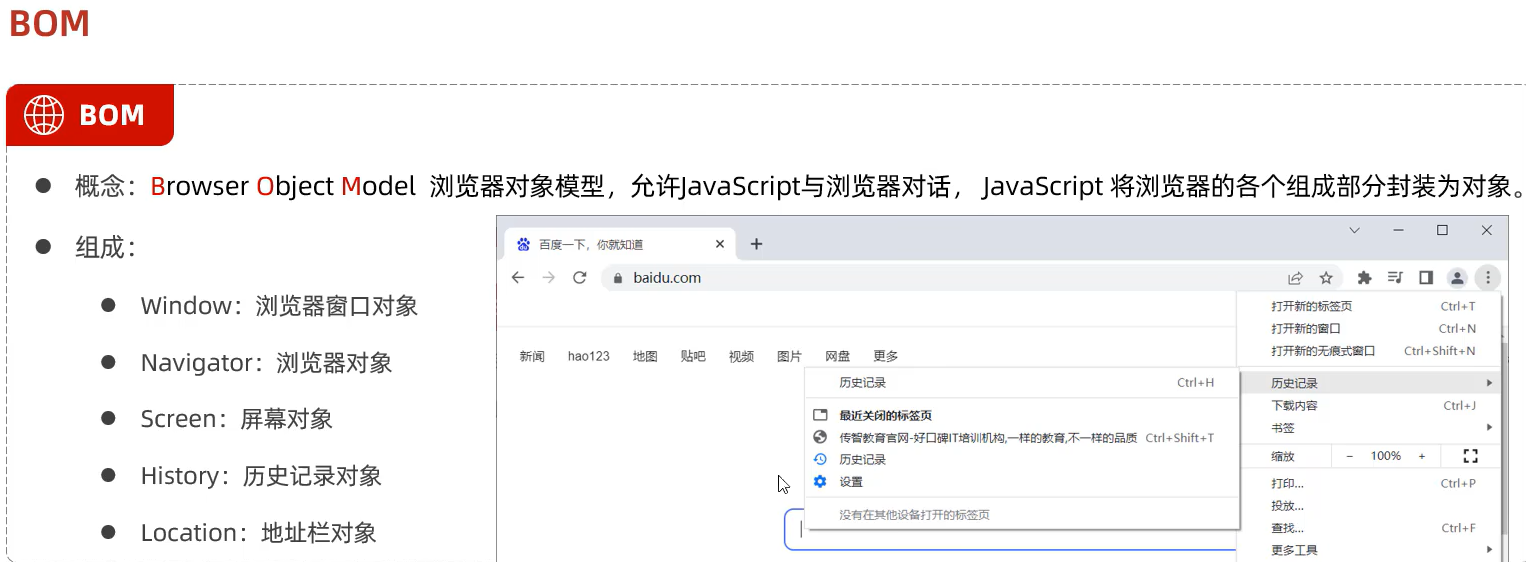 BOM
BOM
概念：Browser Object Model 浏览器对象模型，允许JavaScript与浏览器对话， JavaScript 将浏览器的各个组成部分封装为对象。
组成：
Window：浏览器窗口对象
Navigator：浏览器对象
Screen：屏幕对象
History：历史记录对象
Location：地址栏对象
百度一下，你就知道
baidu.com
新闻 hao123 地图 贴吧 视频 图片 网盘 更多
历史记录 Ctrl+H
最近关闭的标签页
传智教育官网-好口碑IT培训机构,一样的教育,不一样的品质 Ctrl+Shift+T
历史记录
设置
没有在其他设备打开的标签页
打开新的标签页 Ctrl+T
打开新的窗口 Ctrl+N
打开新的无痕式窗口 Ctrl+Shift+N
历史记录
下载内容 Ctrl+J
书签
缩放 − 100% +
打印... Ctrl+P
投放...
查找... Ctrl+F
更多工具